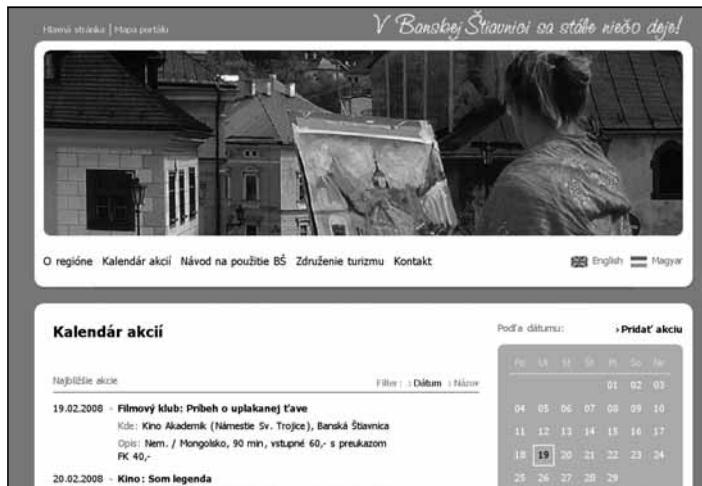 Hlavná stránka | Mapa portálu
V Banskej Štiavnici sa stále niečo deje!
O regióne Kalendár akcií Návod na použitie BŠ Združenie turizmu Kontakt
English Magyar
Kalendár akcií
Najbližšie akcie
Filter: : Dátum : Názov
19.02.2008 - Filmový klub: Príbeh o uplakanej ťave
Kde: Kino Akademik (Námestie Sv. Trojice), Banská Štiavnica
Opis: Nem. / Mongolsko, 90 min, vstupné 60,- s preukazom
FK 40,-
20.02.2008 - Kino: Som legenda
Podľa dátumu:
› Pridať akciu
Po Ut St Št Pi So Ne
01 02 03
04 05 06 07 08 09 10
11 12 13 14 15 16 17
18 19 20 21 22 23 24
25 26 27 28 29